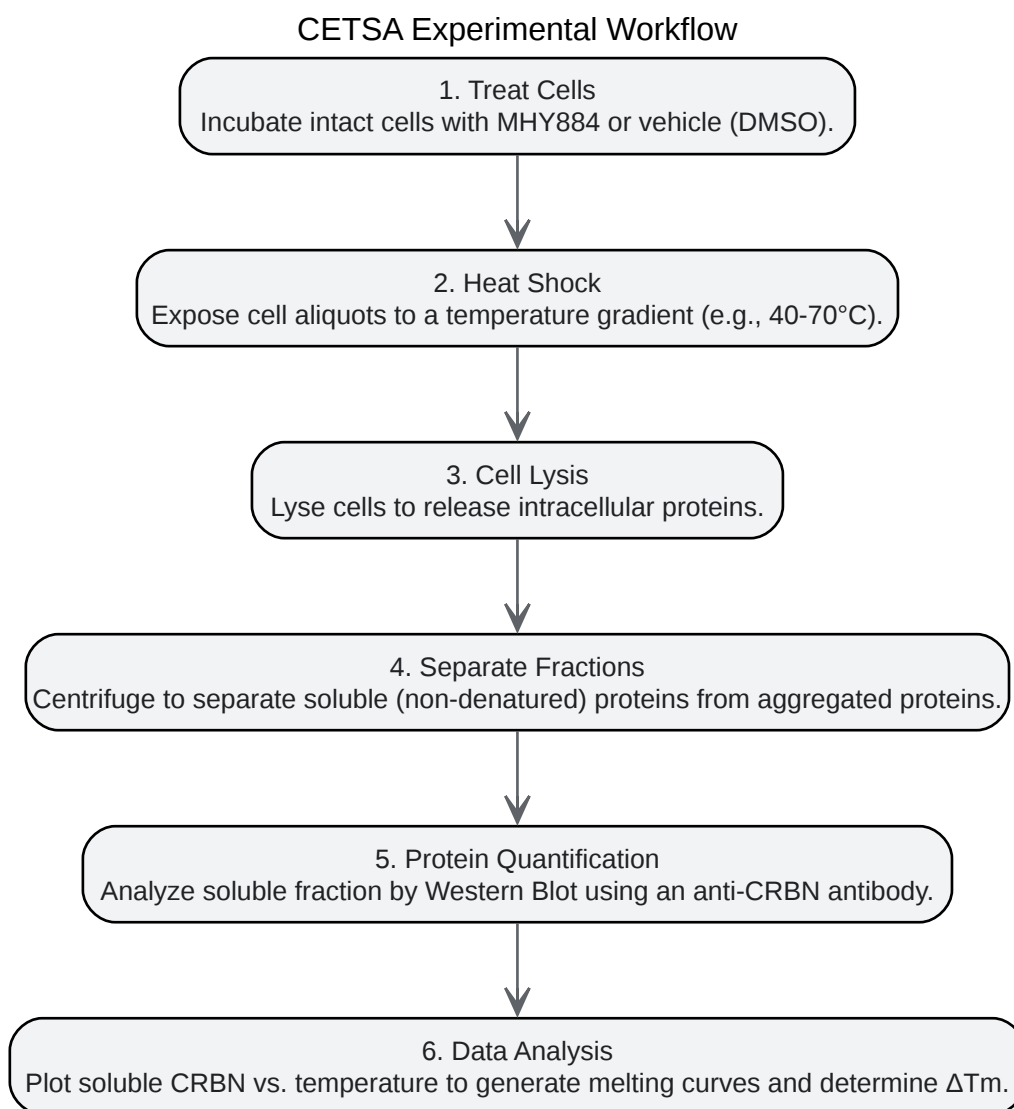 CETSA Experimental Workflow
1. Treat Cells
Incubate intact cells with MHY884 or vehicle (DMSO).
2. Heat Shock
Expose cell aliquots to a temperature gradient (e.g., 40-70°C).
3. Cell Lysis
Lyse cells to release intracellular proteins.
4. Separate Fractions
Centrifuge to separate soluble (non-denatured) proteins from aggregated proteins.
5. Protein Quantification
Analyze soluble fraction by Western Blot using an anti-CRBN antibody.
6. Data Analysis
Plot soluble CRBN vs. temperature to generate melting curves and determine ΔTm.